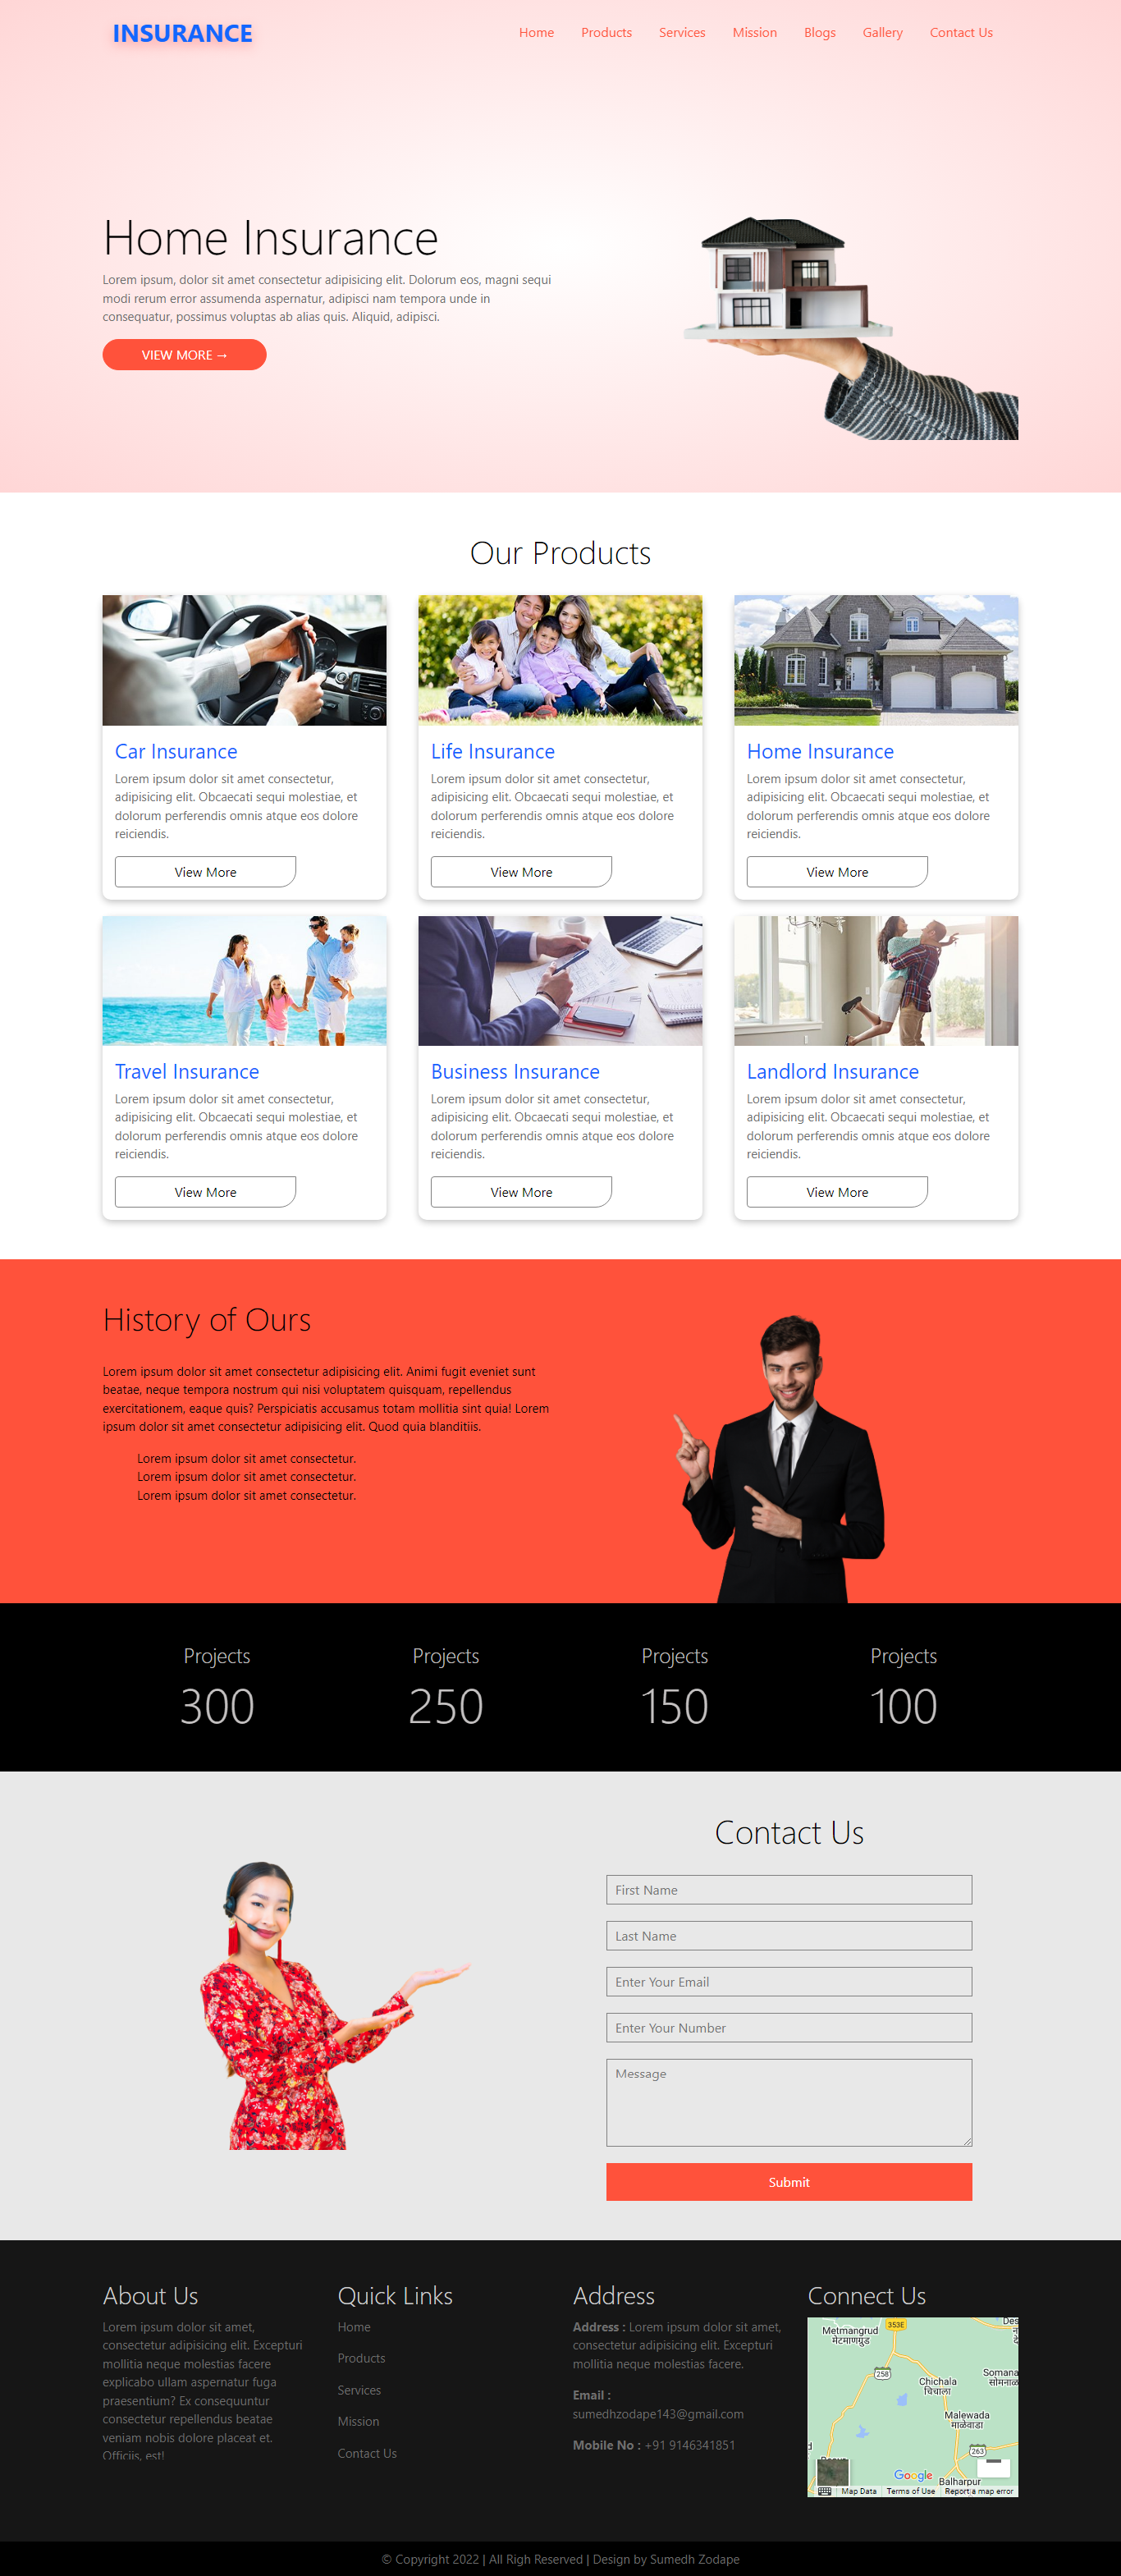 INSURANCE
Home Products Services Mission Blogs Gallery Contact Us
Home Insurance
Lorem ipsum, dolor sit amet consectetur adipisicing elit. Dolorum eos, magni sequi
modi rerum error assumenda aspernatur, adipisci nam tempora unde in
consequatur, possimus voluptas ab alias quis. Aliquid, adipisci.
VIEW MORE →
Our Products
Car Insurance
Lorem ipsum dolor sit amet consectetur,
adipisicing elit. Obcaecati sequi molestiae, et
dolorum perferendis omnis atque eos dolore
reiciendis.
View More
Life Insurance
Lorem ipsum dolor sit amet consectetur,
adipisicing elit. Obcaecati sequi molestiae, et
dolorum perferendis omnis atque eos dolore
reiciendis.
View More
Home Insurance
Lorem ipsum dolor sit amet consectetur,
adipisicing elit. Obcaecati sequi molestiae, et
dolorum perferendis omnis atque eos dolore
reiciendis.
View More
Travel Insurance
Lorem ipsum dolor sit amet consectetur,
adipisicing elit. Obcaecati sequi molestiae, et
dolorum perferendis omnis atque eos dolore
reiciendis.
View More
Business Insurance
Lorem ipsum dolor sit amet consectetur,
adipisicing elit. Obcaecati sequi molestiae, et
dolorum perferendis omnis atque eos dolore
reiciendis.
View More
Landlord Insurance
Lorem ipsum dolor sit amet consectetur,
adipisicing elit. Obcaecati sequi molestiae, et
dolorum perferendis omnis atque eos dolore
reiciendis.
View More
History of Ours
Lorem ipsum dolor sit amet consectetur adipisicing elit. Animi fugit eveniet sunt
beatae, neque tempora nostrum qui nisi voluptatem quisquam, repellendus
exercitationem, eaque quis? Perspiciatis accusamus totam mollitia sint quia! Lorem
ipsum dolor sit amet consectetur adipisicing elit. Quod quia blanditiis.
Lorem ipsum dolor sit amet consectetur.
Lorem ipsum dolor sit amet consectetur.
Lorem ipsum dolor sit amet consectetur.
Projects
300
Projects
250
Projects
150
Projects
100
Contact Us
First Name
Last Name
Enter Your Email
Enter Your Number
Message
Submit
About Us
Lorem ipsum dolor sit amet,
consectetur adipisicing elit. Excepturi
mollitia neque molestias facere
explicabo ullam aspernatur fuga
praesentium? Ex consequuntur
consectetur repellendus beatae
veniam nobis dolore placeat et.
Officiis, est!
Quick Links
Home
Products
Services
Mission
Contact Us
Address
Address : Lorem ipsum dolor sit amet,
consectetur adipisicing elit. Excepturi
mollitia neque molestias facere.
Email :
sumedhzodape143@gmail.com
Mobile No : +91 9146341851
Connect Us
353E
Metmangrud
मेटमाणगुड
258
Chichala
चिचाला
Somana
सोमनाळ
Malewada
माळेवाडा
263
Balharpur
Google
Map Data Terms of Use Report a map error
© Copyright 2022 | All Righ Reserved | Design by Sumedh Zodape